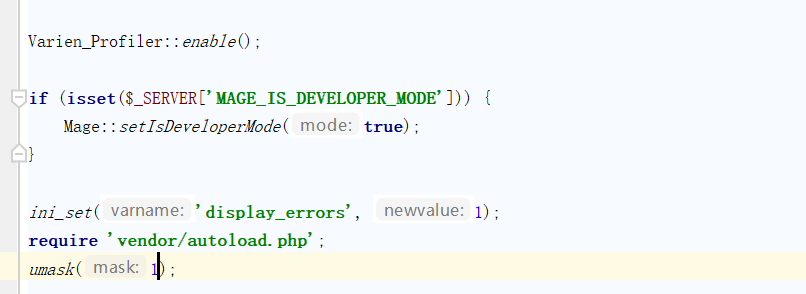 Varien_Profiler::enable();
if (isset($_SERVER['MAGE_IS_DEVELOPER_MODE'])) {
Mage::setIsDeveloperMode( mode: true);
}
ini_set( varname: 'display_errors', newvalue: 1);
require 'vendor/autoload.php';
umask( mask: 1);